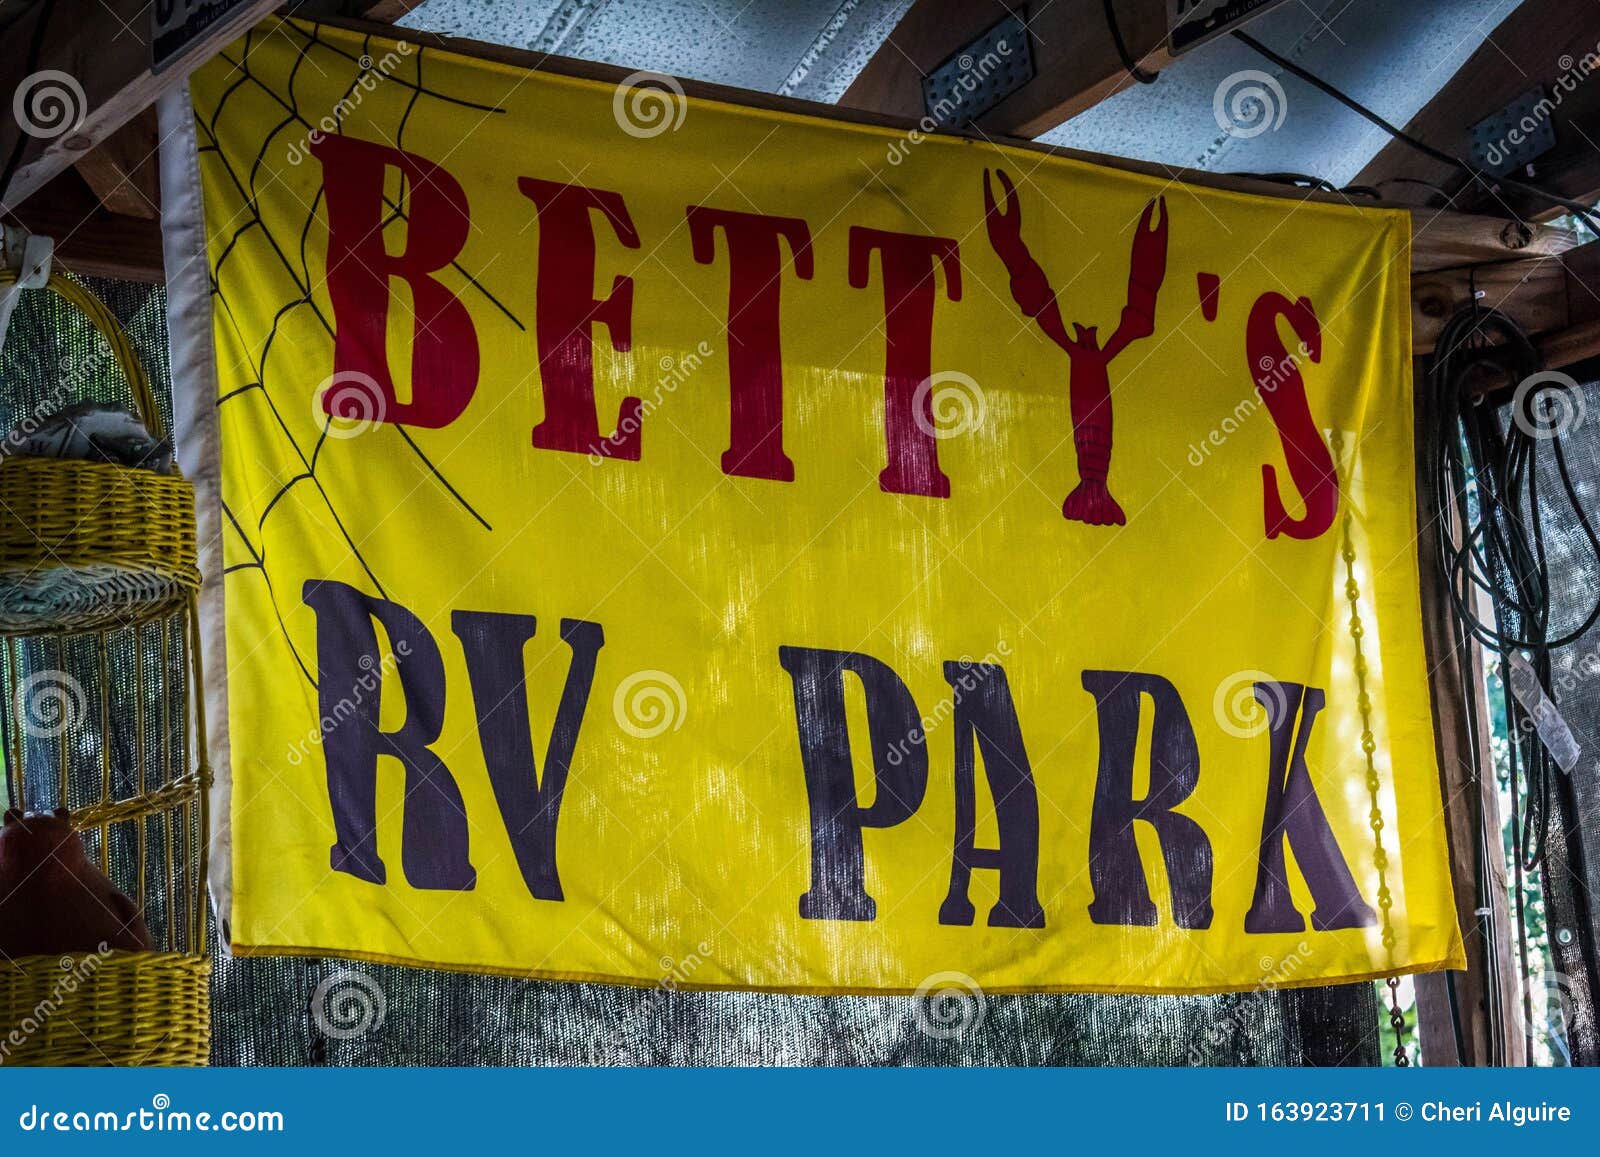 BETTY'S
RV PARK
dreamstime.com
ID 163923711 © Cheri Alguire